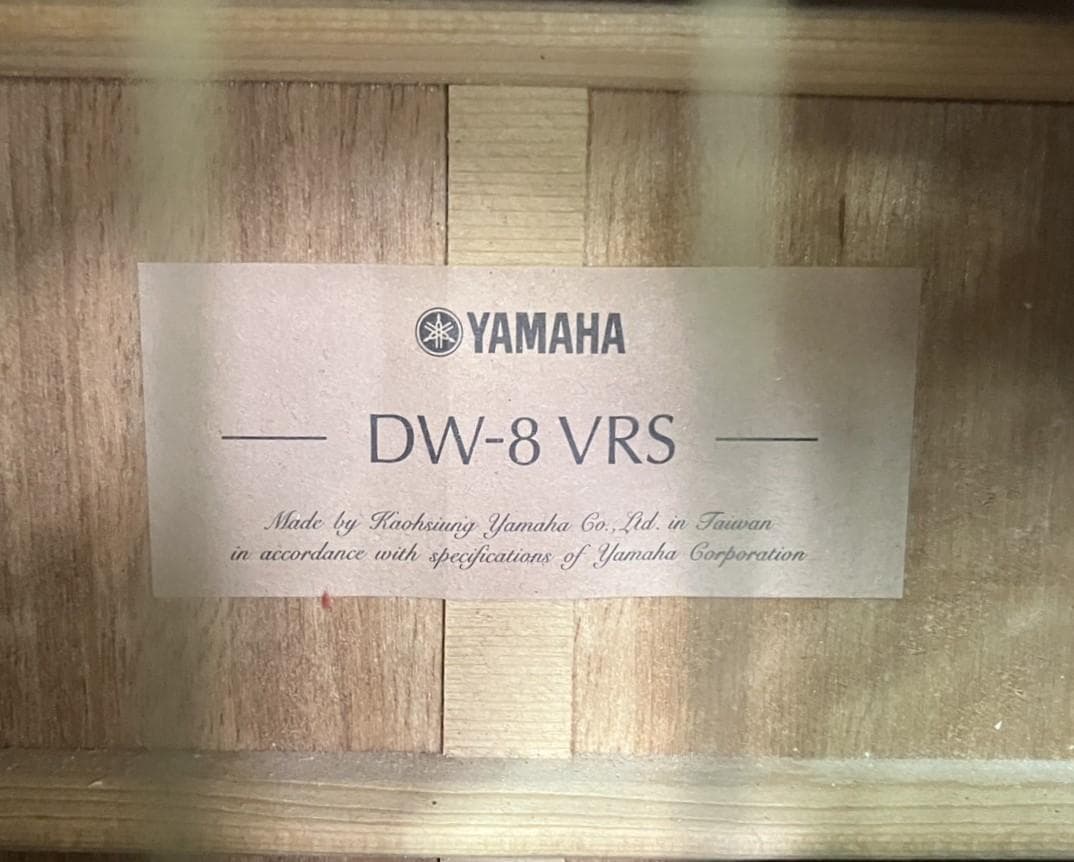 YAMAHA
DW-8 VRS
Made by Kaohsiung Yamaha Co., Ltd. in Taiwan
in accordance with specifications of Yamaha Corporation